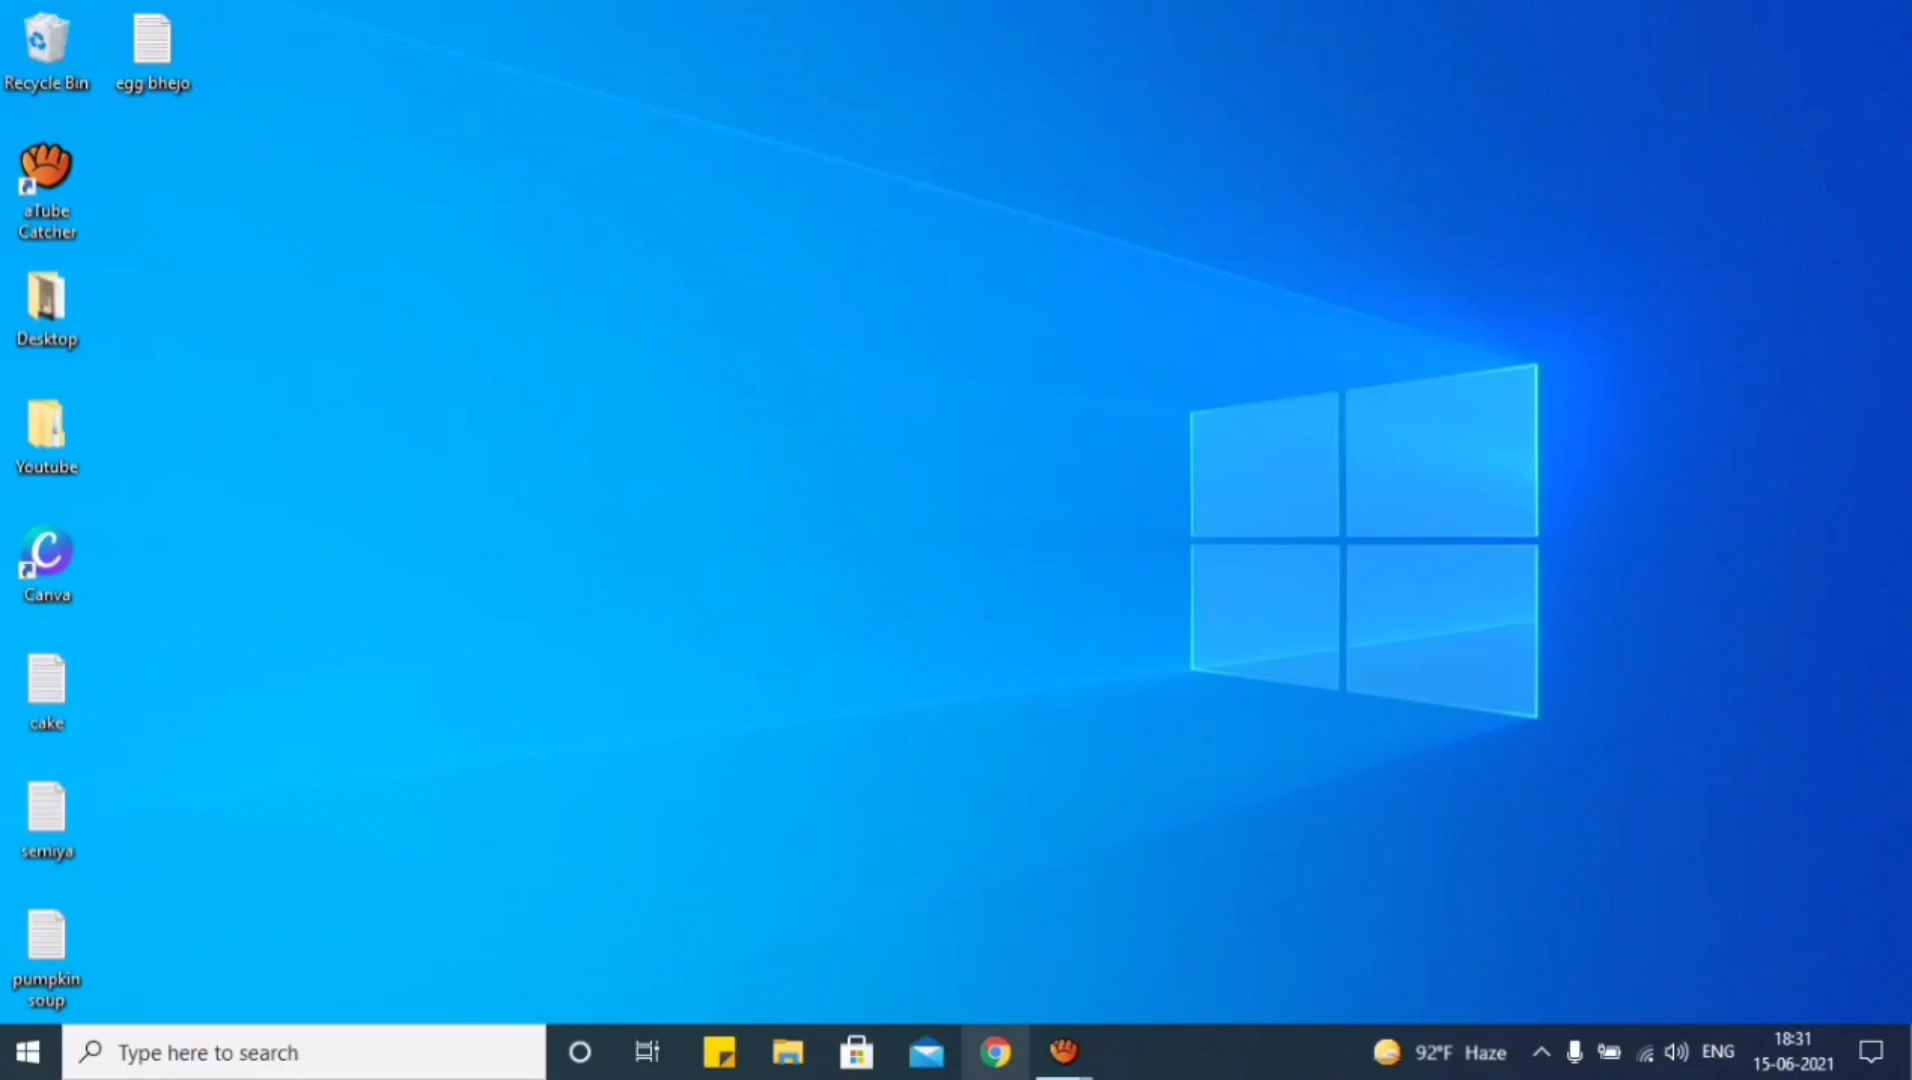 Recycle Bin
egg bhejo
aTube
Catcher
Desktop
Youtube
Canva
cake
semiya
pumpkin
soup
Type here to search
92°F Haze
ENG
18:31
15-06-2021